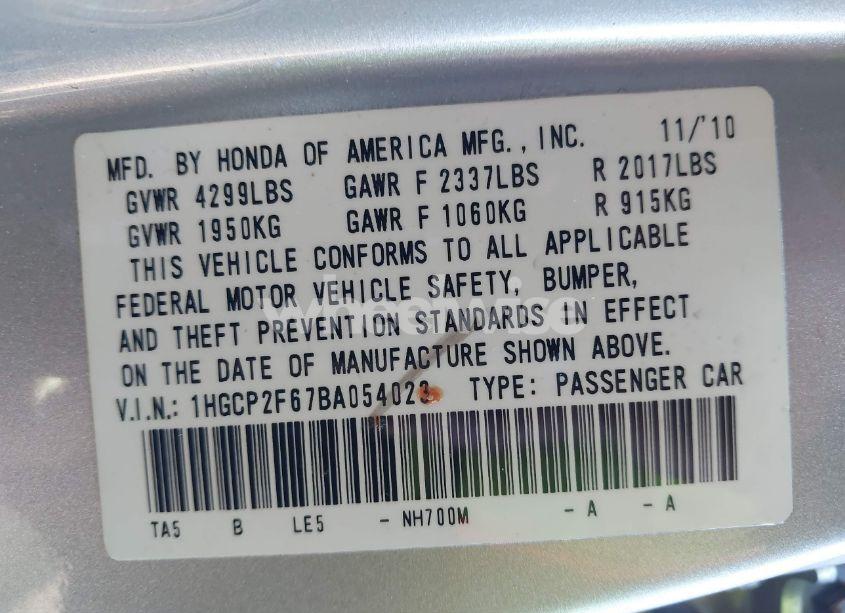 MFD. BY HONDA OF AMERICA MFG., INC. 11/'10
GVWR 4299LBS GAWR F 2337LBS R 2017LBS
GVWR 1950KG GAWR F 1060KG R 915KG
THIS VEHICLE CONFORMS TO ALL APPLICABLE
FEDERAL MOTOR VEHICLE SAFETY, BUMPER,
wheelwise
AND THEFT PREVENTION STANDARDS IN EFFECT
ON THE DATE OF MANUFACTURE SHOWN ABOVE.
V.I.N.: 1HGCP2F67BA054023 TYPE: PASSENGER CAR
TA5 B LE5 - NH700M - A - A